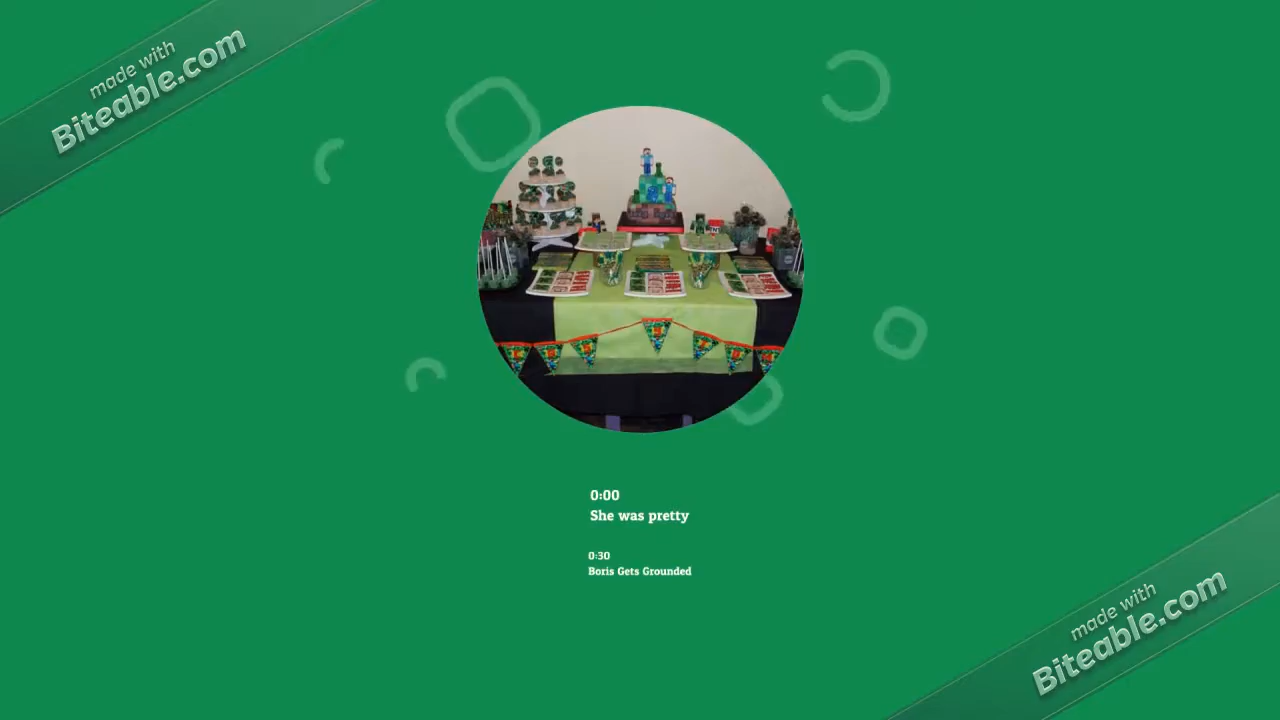 made with
Biteable.com
0:00
She was pretty
0:30
Boris Gets Grounded
made with
Biteable.com